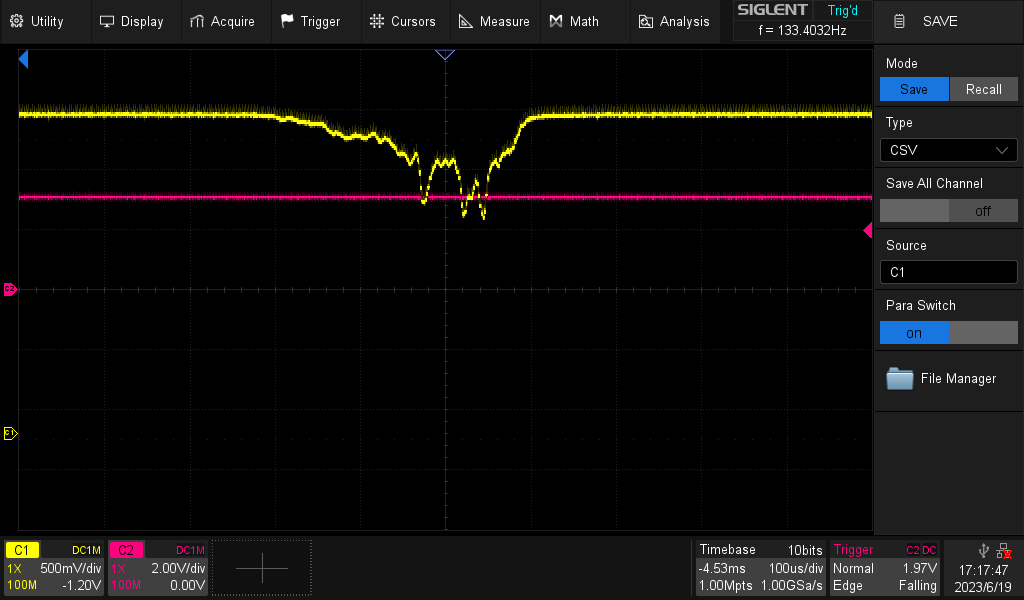 Utility Display Acquire Trigger Cursors Measure Math Analysis
SIGLENT Trig'd
f = 133.4032Hz
SAVE
Mode
Save Recall
Type
CSV
Save All Channel
off
Source
C1
Para Switch
on
File Manager
C2
C1
C1 DC1M
1X 500mV/div
100M -1.20V
C2 DC1M
1X 2.00V/div
100M 0.00V
Timebase 10bits
-4.53ms 100us/div
1.00Mpts 1.00GSa/s
Trigger C2 DC
Normal 1.97V
Edge Falling
17:17:47
2023/6/19